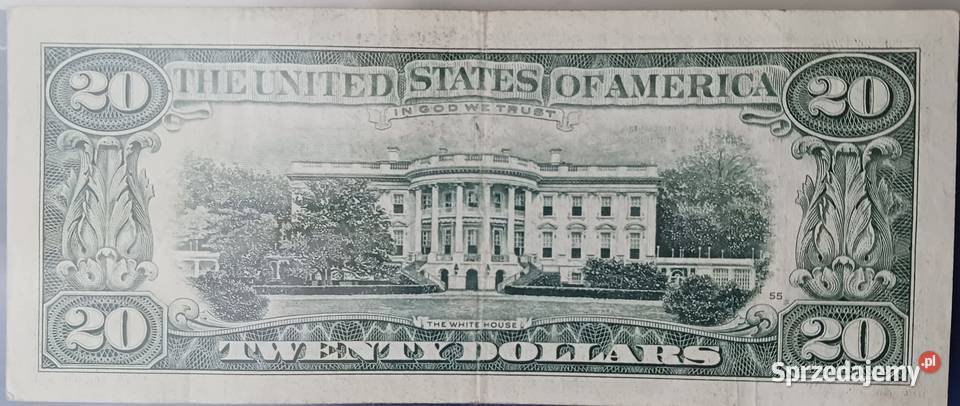 20 THE UNITED STATES OF AMERICA 20
IN GOD WE TRUST
55
THE WHITE HOUSE
20 TWENTY DOLLARS 20
Sprzedajemy.pl